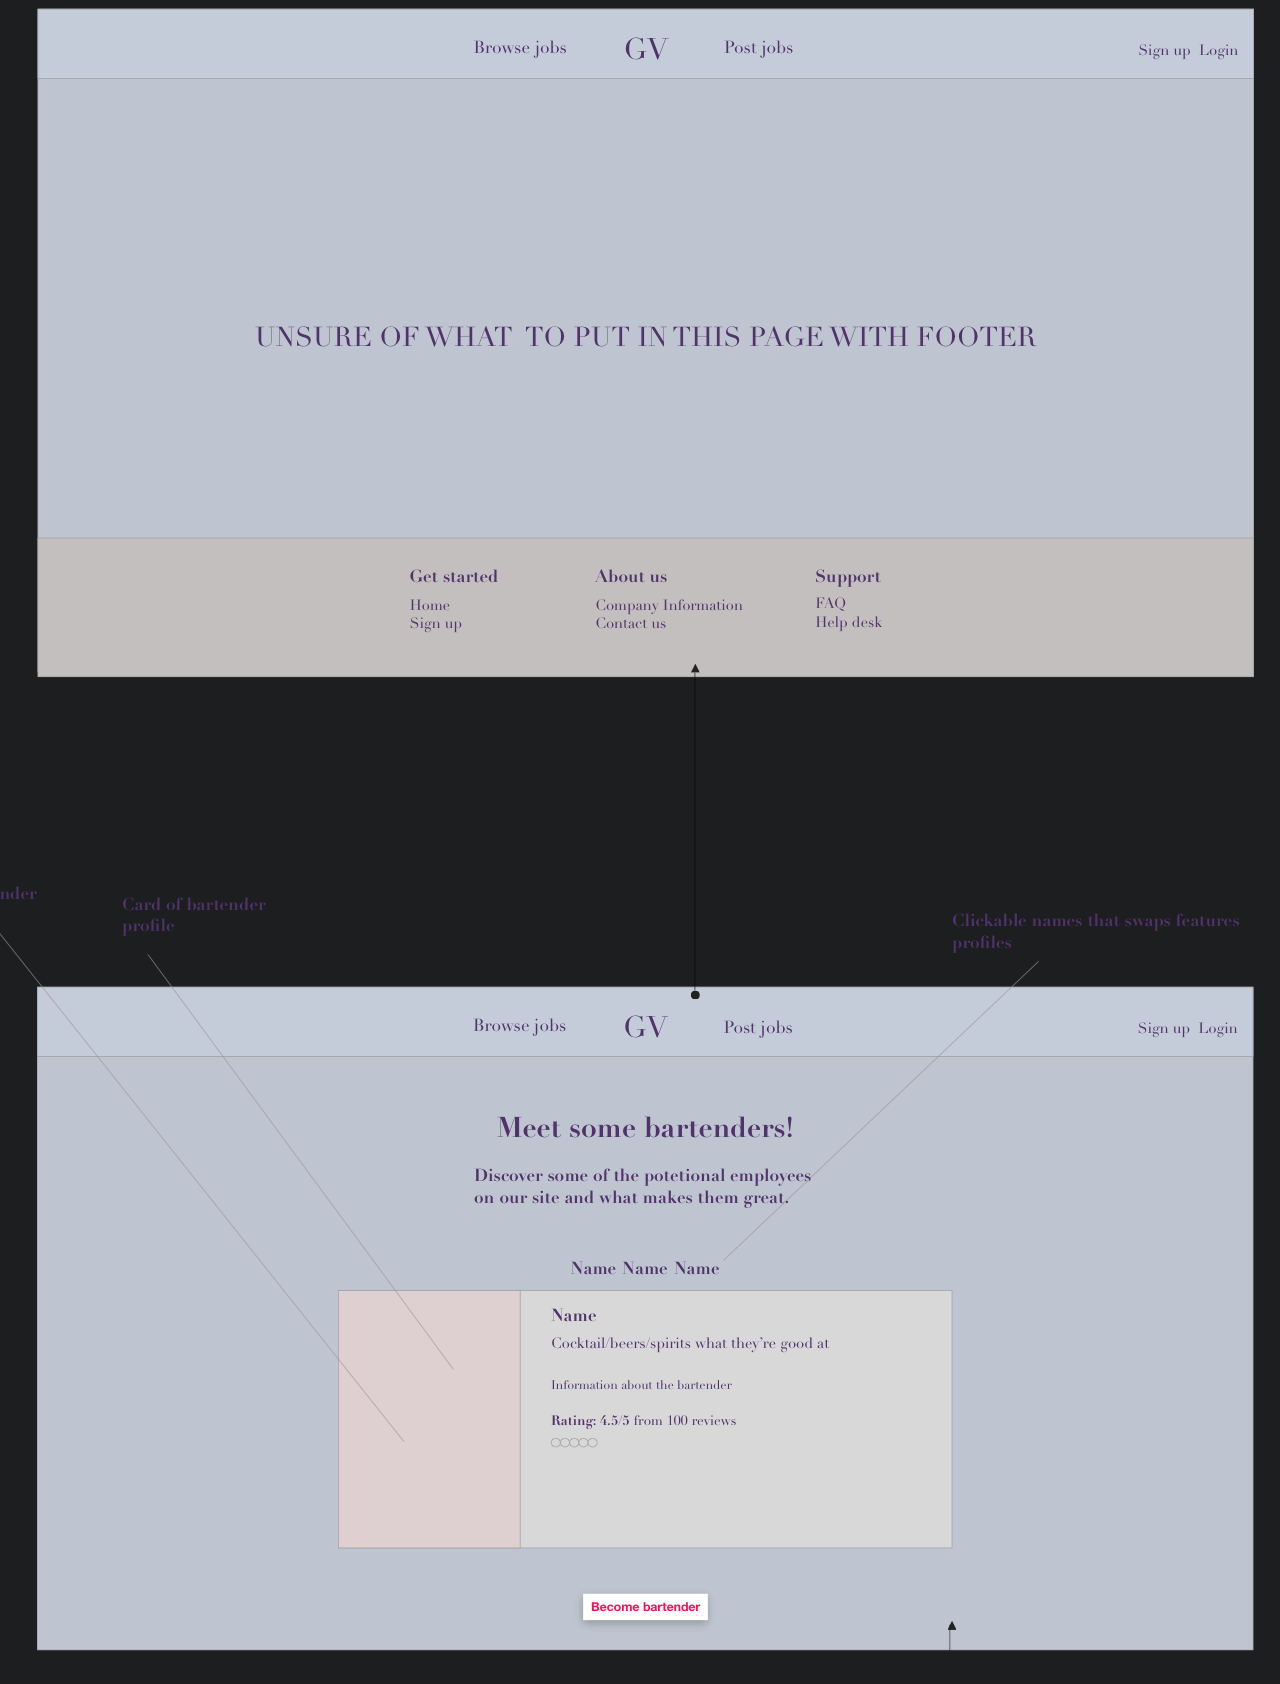 Browse jobs GV Post jobs Sign up Login
UNSURE OF WHAT TO PUT IN THIS PAGE WITH FOOTER
Get started About us Support
Home Company Information FAQ
Sign up Contact us Help desk
nder
Card of bartender
profile
Clickable names that swaps features
profiles
Browse jobs GV Post jobs Sign up Login
Meet some bartenders!
Discover some of the potetional employees
on our site and what makes them great.
Name Name Name
Name
Cocktail/beers/spirits what they’re good at
Information about the bartender
Rating: 4.5/5 from 100 reviews
Become bartender